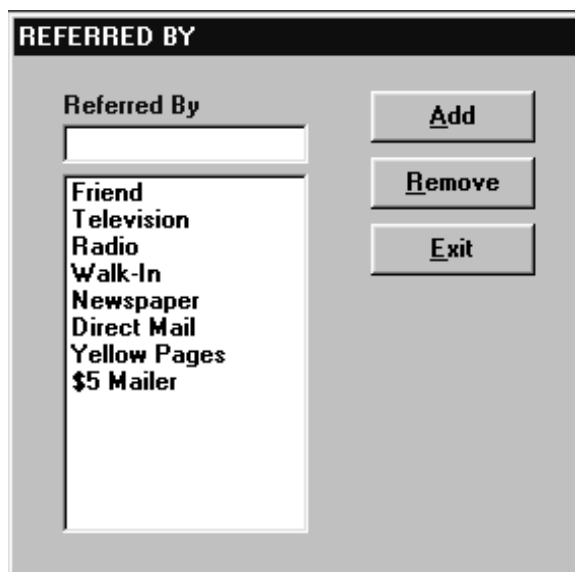 REFERRED BY
Referred By
Friend
Television
Radio
Walk-In
Newspaper
Direct Mail
Yellow Pages
$5 Mailer
Add
Remove
Exit